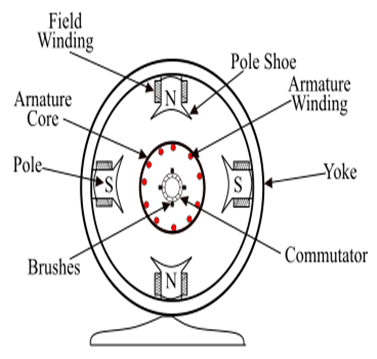 Field
Winding
Pole Shoe
Armature
Winding
Arnature
Core
N
Pole
S
S
Yoke
Brushes
Commutator
N